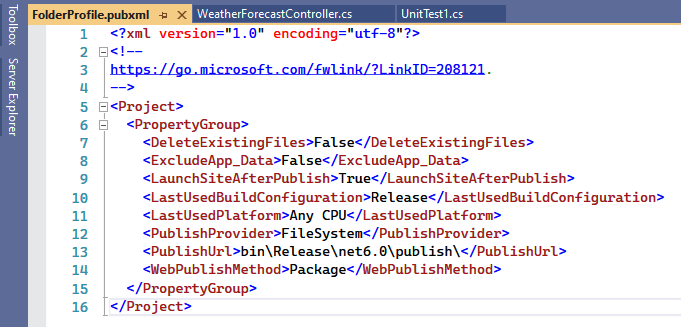 FolderProfile.pubxml WeatherForecastController.cs UnitTest1.cs
Toolbox
Server Explorer
1 <?xml version="1.0" encoding="utf-8"?>
2 <!--
3 https://go.microsoft.com/fwlink/?LinkID=208121.
4 -->
5 <Project>
6 <PropertyGroup>
7 <DeleteExistingFiles>False</DeleteExistingFiles>
8 <ExcludeApp_Data>False</ExcludeApp_Data>
9 <LaunchSiteAfterPublish>True</LaunchSiteAfterPublish>
10 <LastUsedBuildConfiguration>Release</LastUsedBuildConfiguration>
11 <LastUsedPlatform>Any CPU</LastUsedPlatform>
12 <PublishProvider>FileSystem</PublishProvider>
13 <PublishUrl>bin\Release\net6.0\publish\</PublishUrl>
14 <WebPublishMethod>Package</WebPublishMethod>
15 </PropertyGroup>
16 </Project>